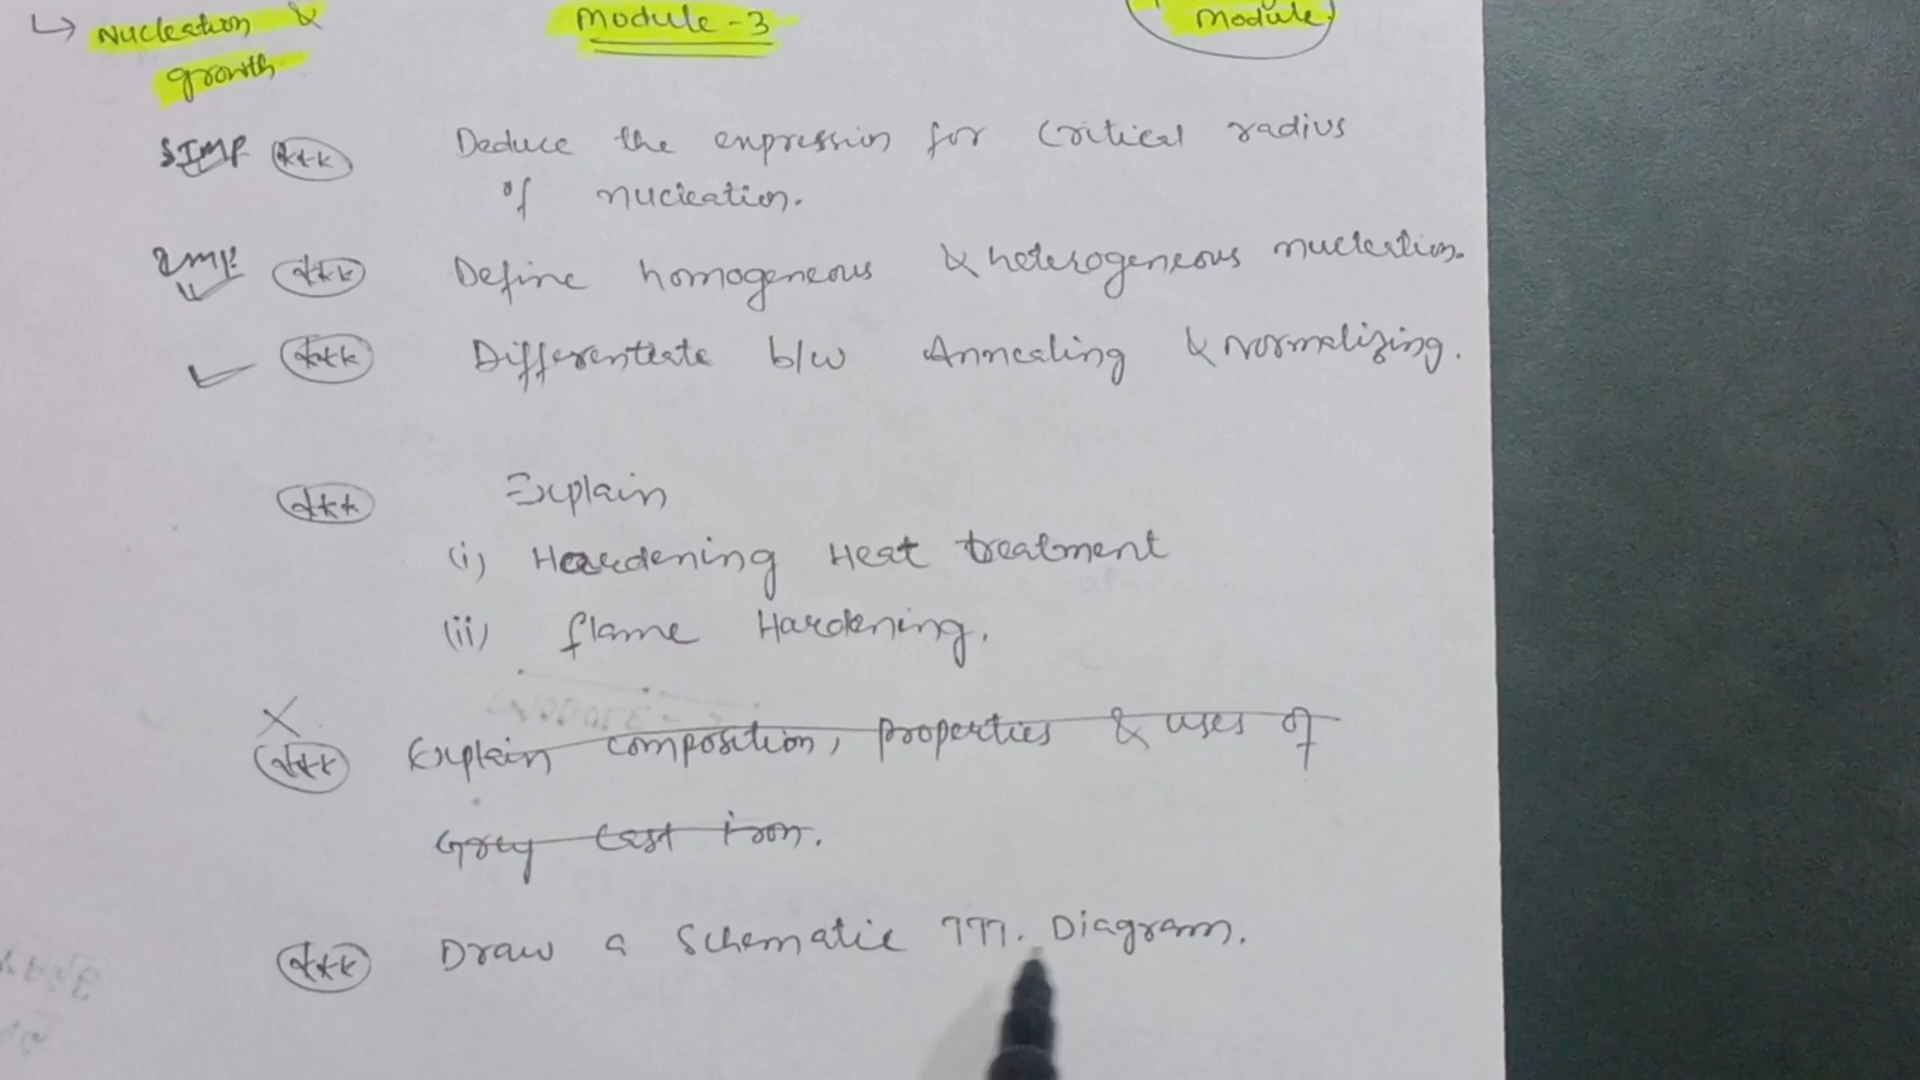 ↳ Nucleation &
growth
Module-3
Module
SIMP *** Deduce the expression for critical radius
of nucleation.
IMP *** Define homogeneous & heterogeneous nucleation.
*** Differentiate b/w Annealing & normalizing.
*** Explain
(i) Hardening Heat treatment
(ii) flame Hardening.
X
*** Explain composition, properties & uses of
Grey Cast iron.
*** Draw a Schematic TTT. Diagram.